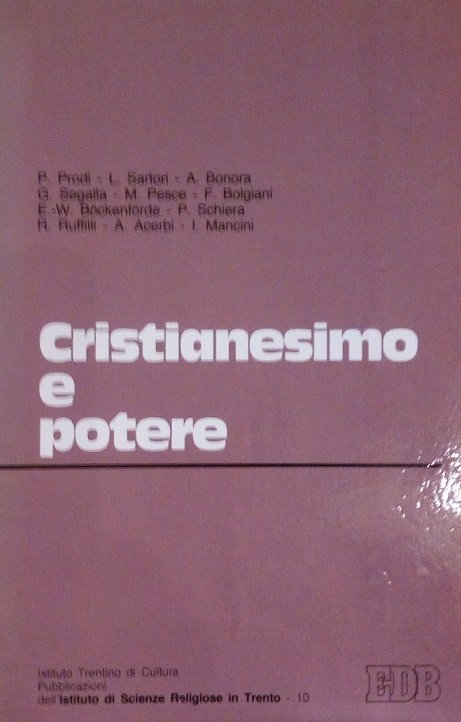 P. Prodi - L. Sartori - A. Bonora
G. Segalla - M. Pesce - F. Bolgiani
E.-W. Böckenförde - P. Schiera
R. Ruffilli - A. Acerbi - I. Mancini
Cristianesimo
e
potere
Istituto Trentino di Cultura
Pubblicazioni
dell'Istituto di Scienze Religiose in Trento - 10
EDB